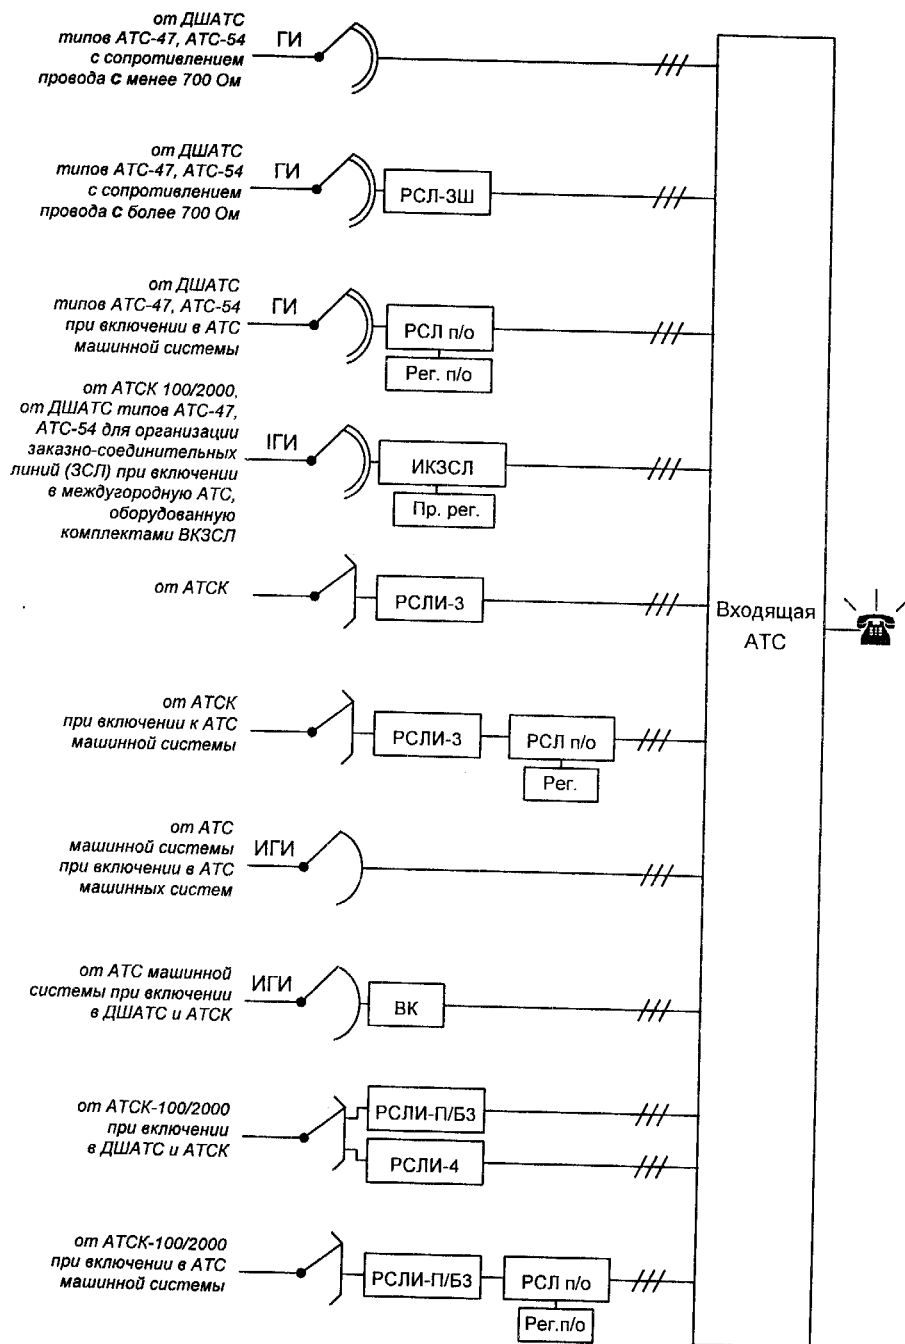 от ДШАТС
типов АТС-47, АТС-54
с сопротивлением
провода С менее 700 Ом
ГИ
от ДШАТС
типов АТС-47, АТС-54
с сопротивлением
провода С более 700 Ом
ГИ
РСЛ-3Ш
от ДШАТС
типов АТС-47, АТС-54
при включении в АТС
машинной системы
ГИ
РСЛ п/о
Рег. п/о
от АТСК 100/2000,
от ДШАТС типов АТС-47,
АТС-54 для организации
заказно-соединительных
линий (ЗСЛ) при включении
в междугородную АТС,
оборудованную
комплектами ВКЗСЛ
IГИ
ИКЗСЛ
Пр. рег.
от АТСК
РСЛИ-3
Входящая
АТС
от АТСК
при включении к АТС
машинной системы
РСЛИ-3
РСЛ п/о
Рег.
от АТС
машинной системы
при включении в АТС
машинных систем
ИГИ
от АТС машинной
системы при включении
в ДШАТС и АТСК
ИГИ
ВК
от АТСК-100/2000
при включении
в ДШАТС и АТСК
РСЛИ-П/Б3
РСЛИ-4
от АТСК-100/2000
при включении в АТС
машинной системы
РСЛИ-П/Б3
РСЛ п/о
Рег.п/о